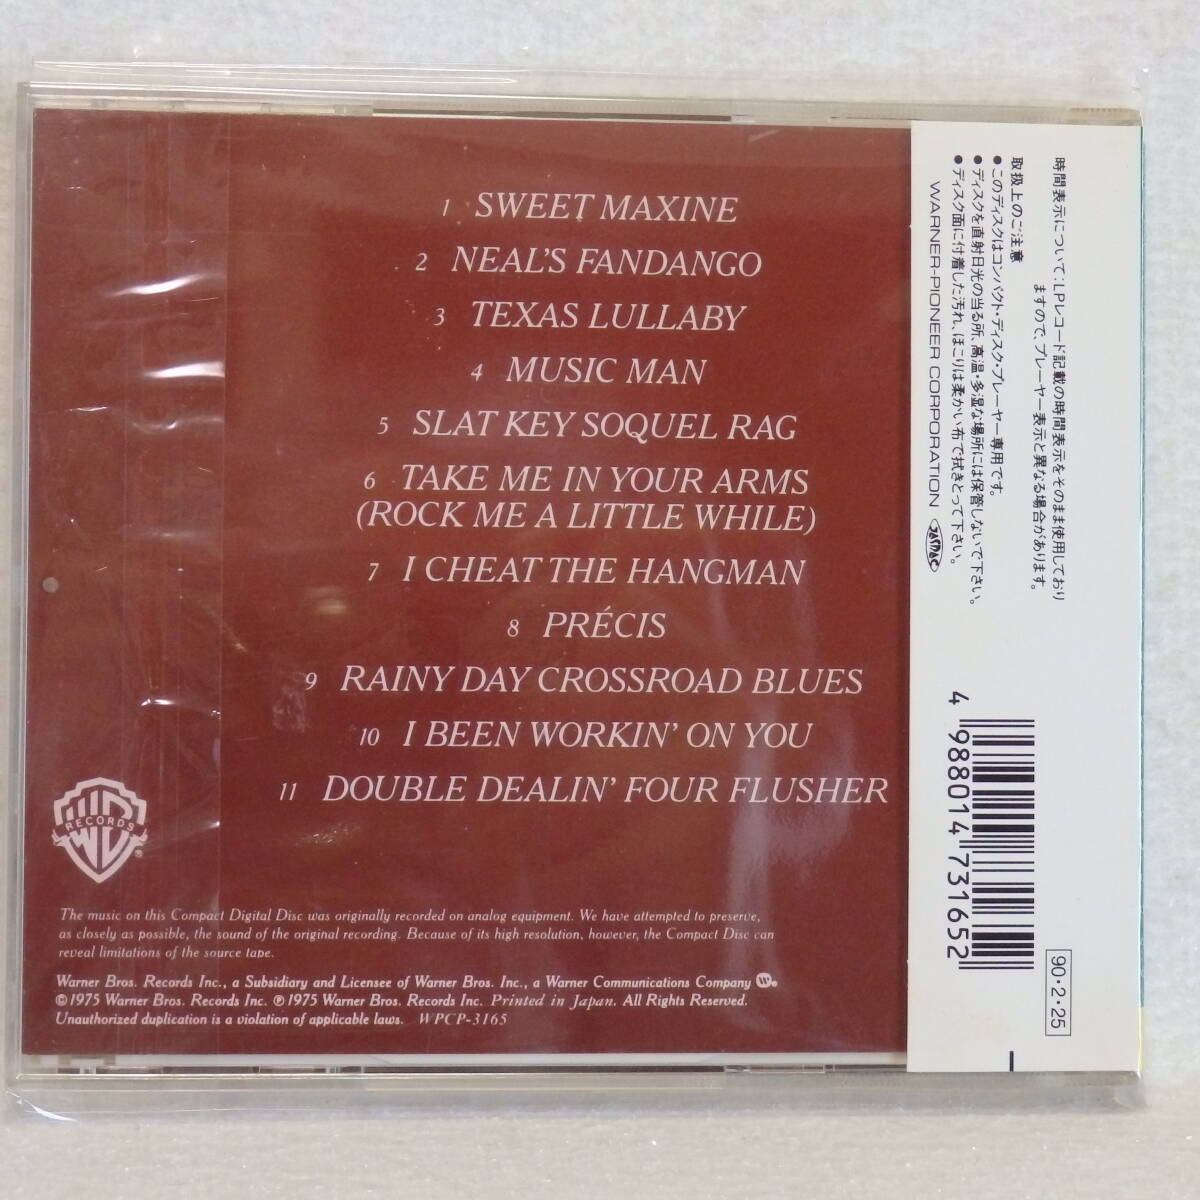 1 SWEET MAXINE
2 NEAL'S FANDANGO
3 TEXAS LULLABY
4 MUSIC MAN
5 SLAT KEY SOQUEL RAG
6 TAKE ME IN YOUR ARMS
(ROCK ME A LITTLE WHILE)
7 I CHEAT THE HANGMAN
8 PRÉCIS
9 RAINY DAY CROSSROAD BLUES
10 I BEEN WORKIN' ON YOU
11 DOUBLE DEALIN' FOUR FLUSHER
RECORDS
The music on this Compact Digital Disc was originally recorded on analog equipment. We have attempted to preserve,
as closely as possible, the sound of the original recording. Because of its high resolution, however, the Compact Disc can
reveal limitations of the source tape.
Warner Bros. Records Inc., a Subsidiary and Licensee of Warner Bros. Inc., a Warner Communications Company
©1975 Warner Bros. Records Inc. ℗1975 Warner Bros. Records Inc. Printed in Japan. All Rights Reserved.
Unauthorized duplication is a violation of applicable laws. WPCP-3165
時間表示について:LPレコード記載の時間表示をそのまま使用しており
ますので、プレーヤー表示と異なる場合があります。
取扱上のご注意
●このディスクはコンパクト・ディスク・プレーヤー専用です。
●ディスクを直射日光の当る所、高温・多湿な場所には保管しないで下さい。
●ディスク面に付着した汚れ、ほこりは柔かい布で拭きとって下さい。
WARNER-PIONEER CORPORATION JASRAC
4 988014 731652
90・2・25